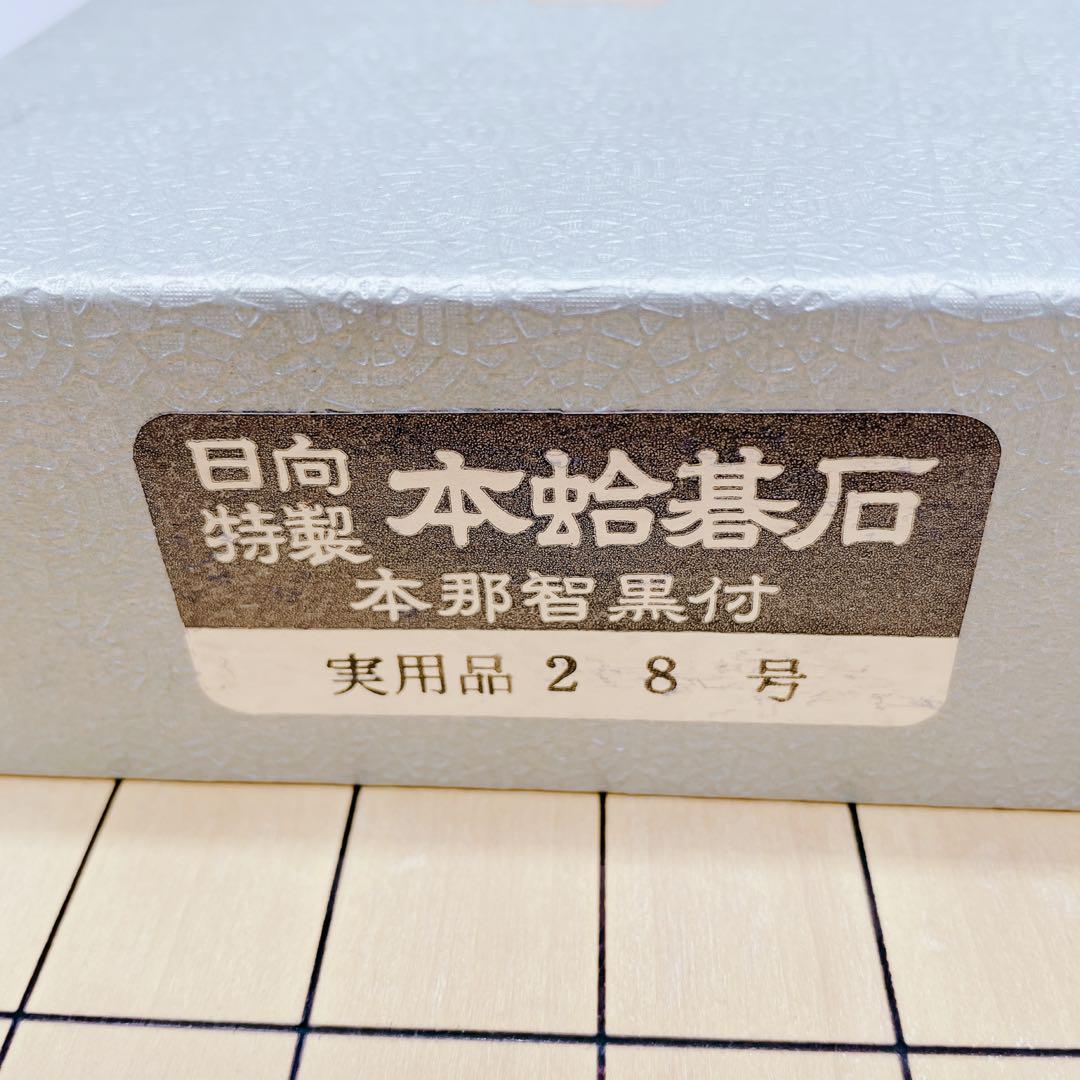 日向特製 本蛤碁石
本那智黒付
実用品 28号